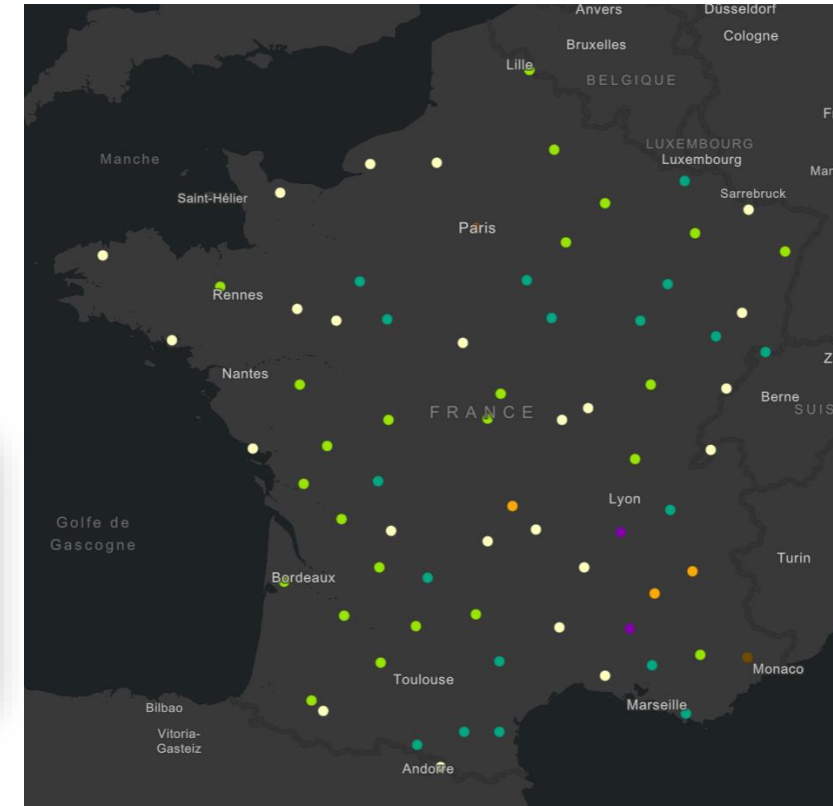 Anvers
Düsseldorf
Bruxelles
Cologne
Lille
BELGIQUE
LUXEMBOURG
Luxembourg
Manche
Saint-Hélier
Sarrebruck
Paris
Rennes
Nantes
Berne
FRANCE
Lyon
Golfe de
Gascogne
Turin
Bordeaux
Toulouse
Monaco
Bilbao
Marseille
Vitoria-
Gasteiz
Andorre